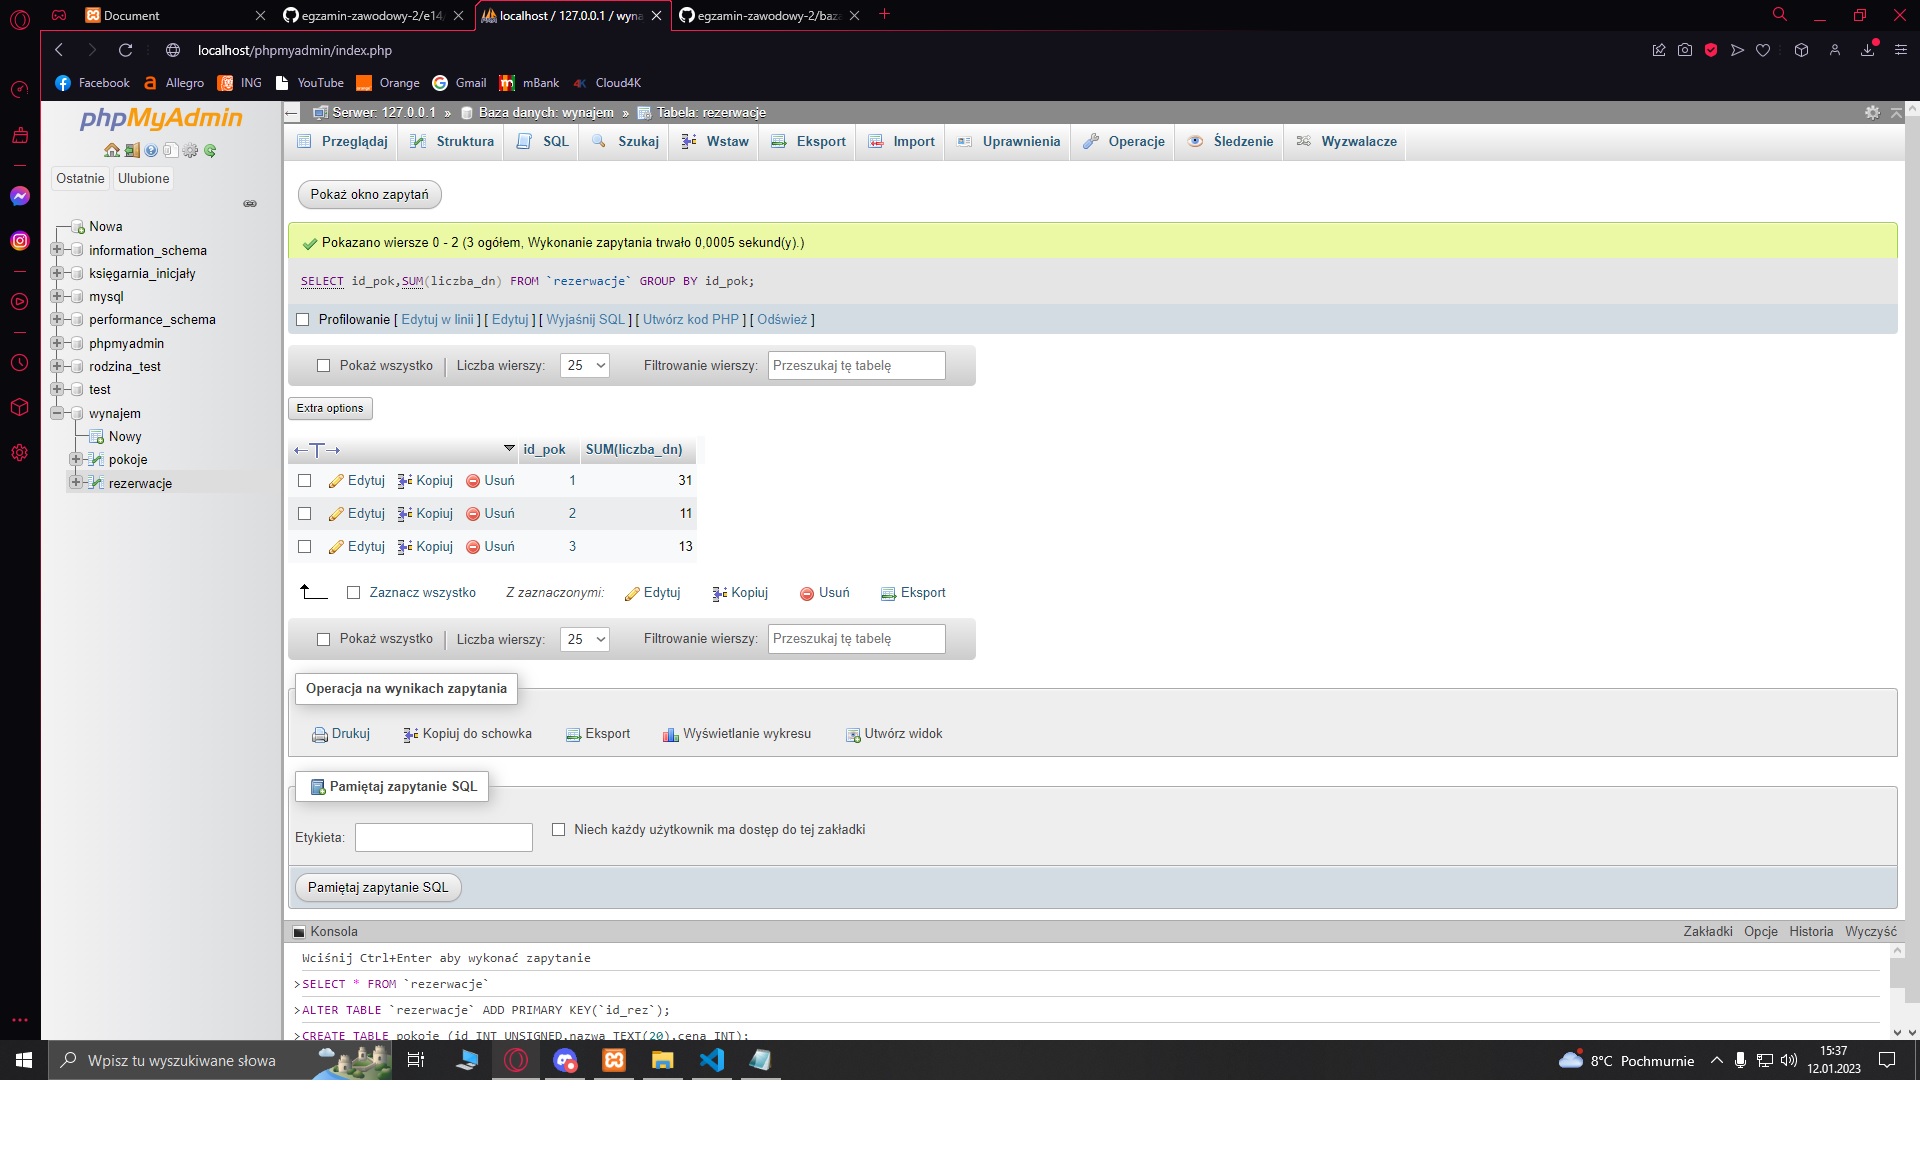 Document
egzamin-zawodowy-2/e14
localhost / 127.0.0.1 / wyna
egzamin-zawodowy-2/baza
localhost/phpmyadmin/index.php
Facebook
Allegro
ING
YouTube
Orange
Gmail
mBank
Cloud4K
phpMyAdmin
Ostatnie
Ulubione
Nowa
information_schema
księgarnia_inicjały
mysql
performance_schema
phpmyadmin
rodzina_test
test
wynajem
Nowy
pokoje
rezerwacje
Serwer: 127.0.0.1 » Baza danych: wynajem » Tabela: rezerwacje
Przeglądaj
Struktura
SQL
Szukaj
Wstaw
Eksport
Import
Uprawnienia
Operacje
Śledzenie
Wyzwalacze
Pokaż okno zapytań
Pokazano wiersze 0 - 2 (3 ogółem, Wykonanie zapytania trwało 0,0005 sekund(y).)
SELECT id_pok,SUM(liczba_dn) FROM `rezerwacje` GROUP BY id_pok;
Profilowanie [ Edytuj w linii ] [ Edytuj ] [ Wyjaśnij SQL ] [ Utwórz kod PHP ] [ Odśwież ]
Pokaż wszystko
Liczba wierszy: 25
Filtrowanie wierszy: Przeszukaj tę tabelę
Extra options
←T→ id_pok SUM(liczba_dn)
Edytuj Kopiuj Usuń 1 31
Edytuj Kopiuj Usuń 2 11
Edytuj Kopiuj Usuń 3 13
Zaznacz wszystko Z zaznaczonymi: Edytuj Kopiuj Usuń Eksport
Pokaż wszystko
Liczba wierszy: 25
Filtrowanie wierszy: Przeszukaj tę tabelę
Operacja na wynikach zapytania
Drukuj
Kopiuj do schowka
Eksport
Wyświetlanie wykresu
Utwórz widok
Pamiętaj zapytanie SQL
Etykieta:
Niech każdy użytkownik ma dostęp do tej zakładki
Pamiętaj zapytanie SQL
Konsola
Zakładki Opcje Historia Wyczyść
Wciśnij Ctrl+Enter aby wykonać zapytanie
>SELECT * FROM `rezerwacje`
>ALTER TABLE `rezerwacje` ADD PRIMARY KEY(`id_rez`);
>CREATE TABLE pokoje (id INT UNSIGNED,nazwa TEXT(20),cena INT);
Wpisz tu wyszukiwane słowa
8°C Pochmurnie
15:37
12.01.2023